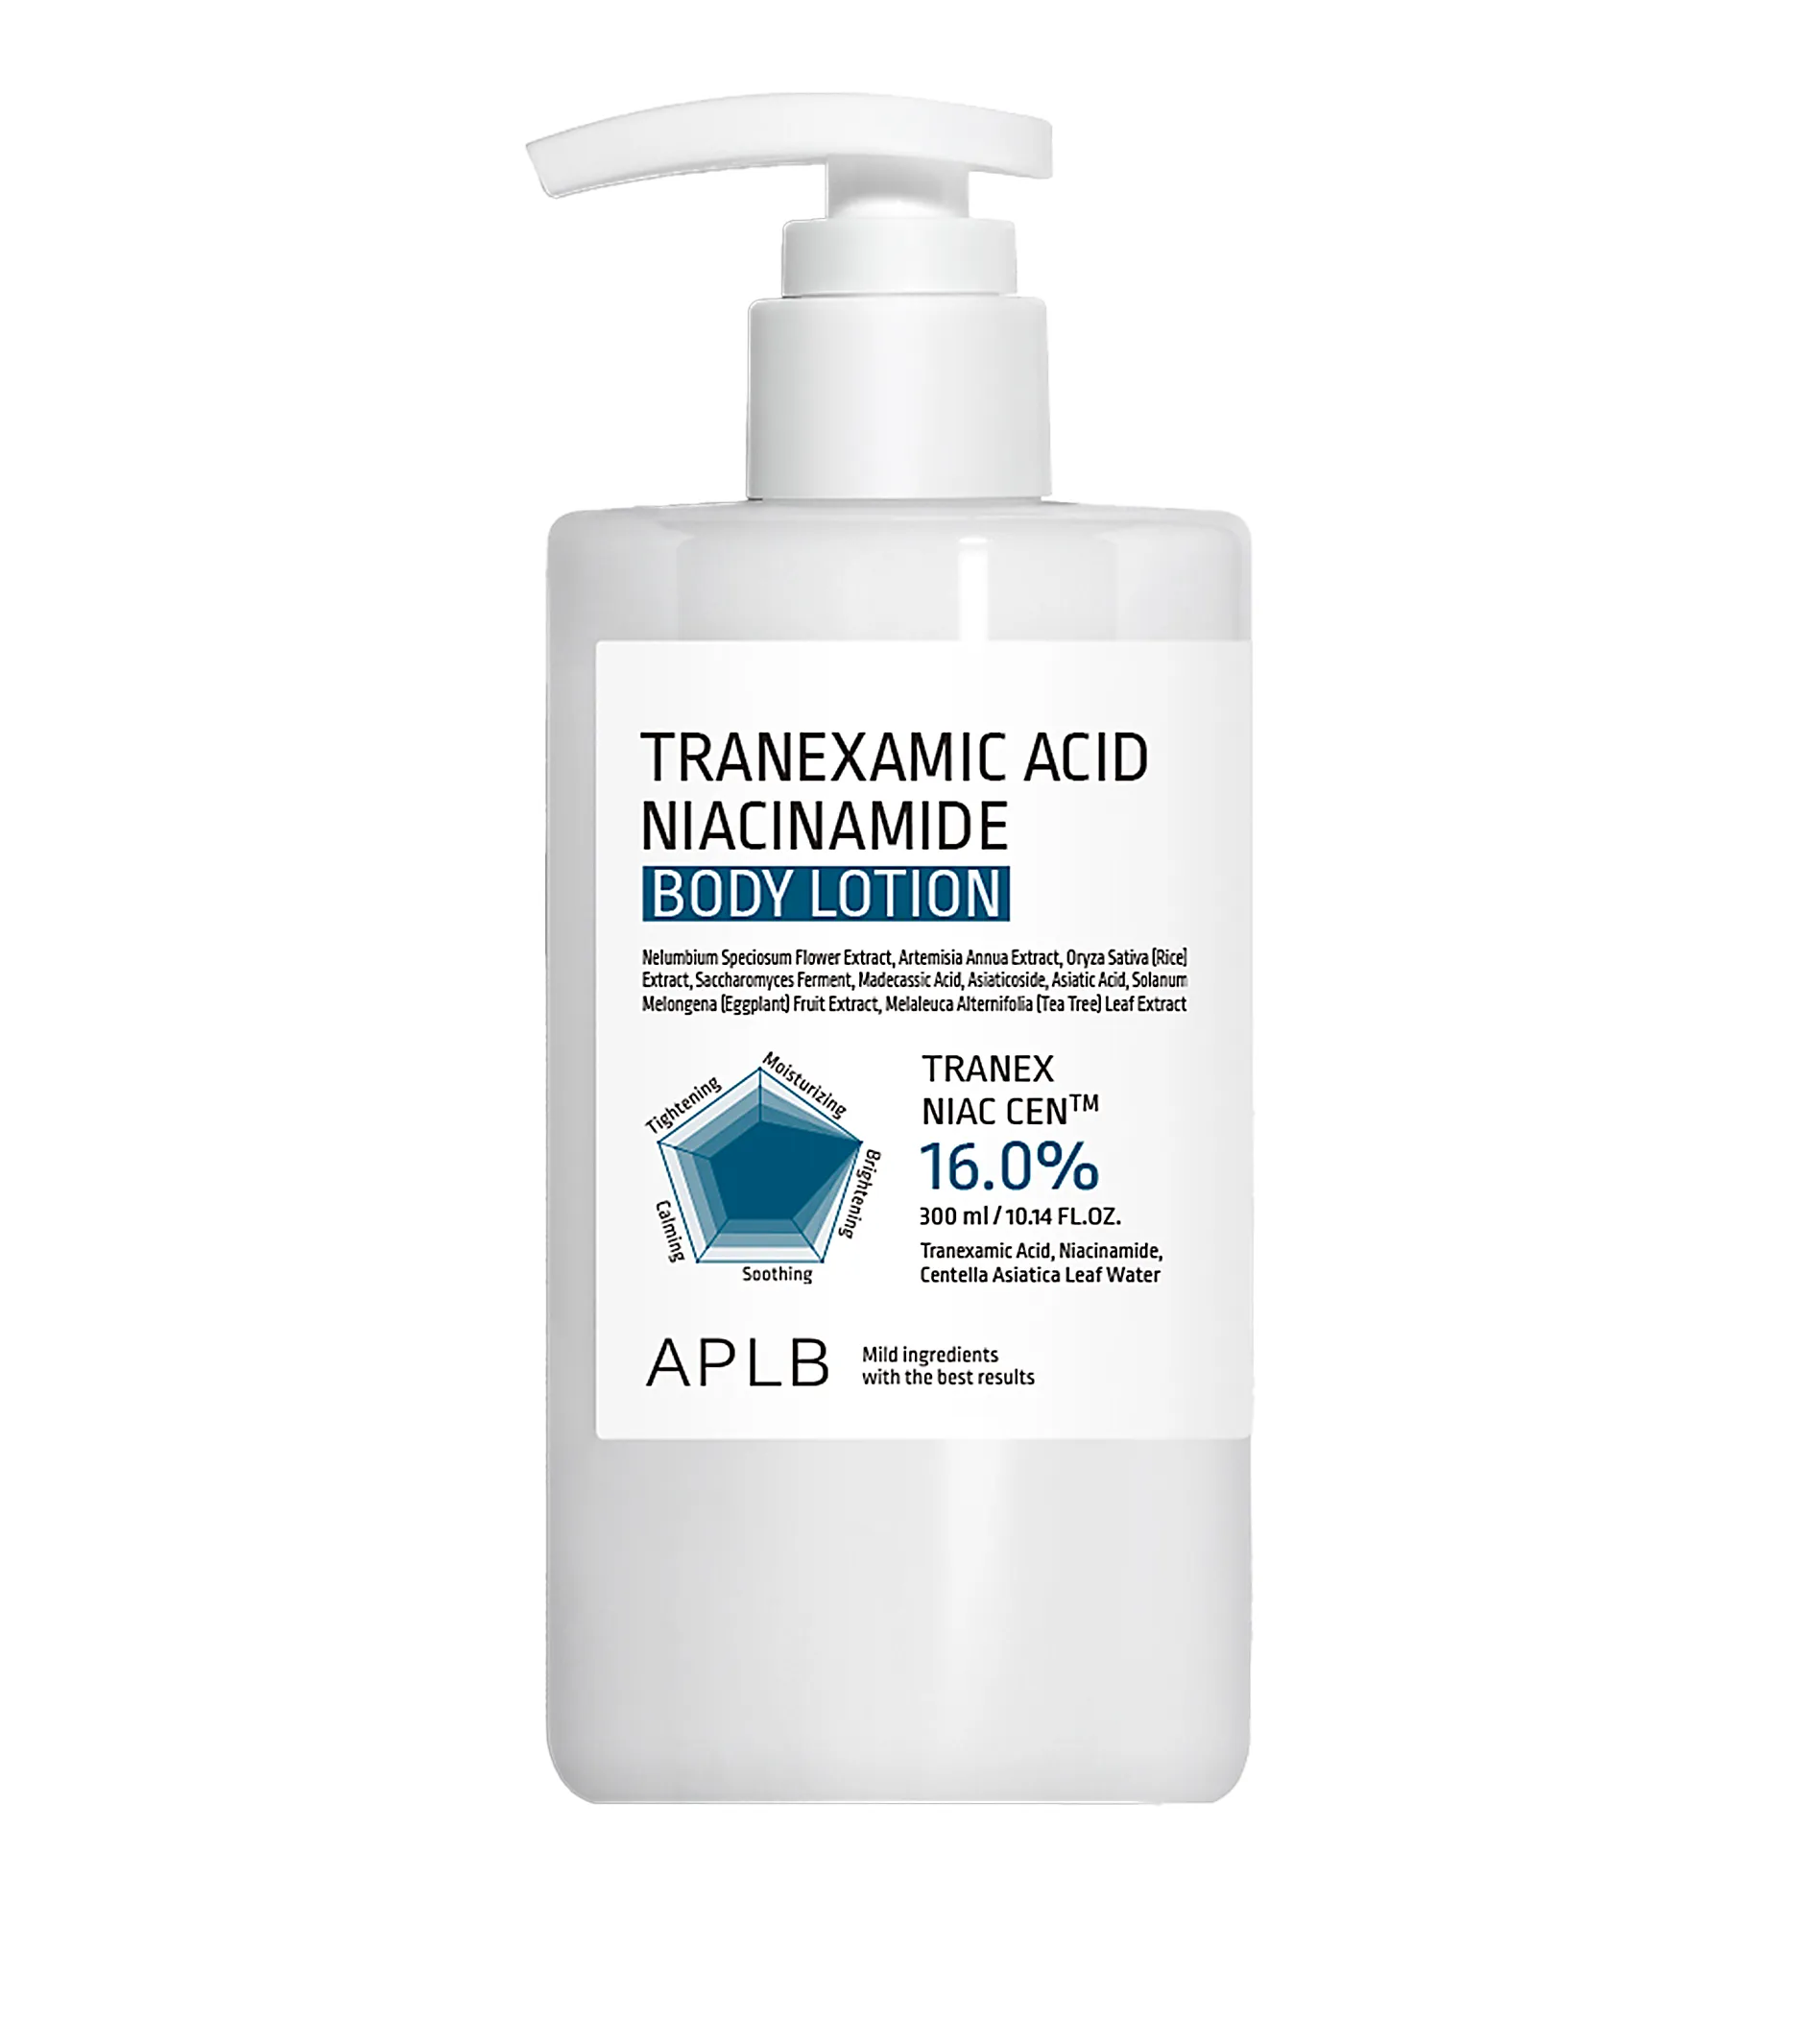 TRANEXAMIC ACID
NIACINAMIDE
BODY LOTION
Nelumbium Speciosum Flower Extract, Artemisia Annua Extract, Oryza Sativa (Rice)
Extract, Saccharomyces Ferment, Madecassic Acid, Asiaticoside, Asiatic Acid, Solanum
Melongena (Eggplant) Fruit Extract, Melaleuca Alternifolia (Tea Tree) Leaf Extract
Tightening
Moisturizing
Brightening
Calming
Soothing
TRANEX
NIAC CEN™
16.0%
300 ml / 10.14 FL.OZ.
Tranexamic Acid, Niacinamide,
Centella Asiatica Leaf Water
APLB
Mild ingredients
with the best results